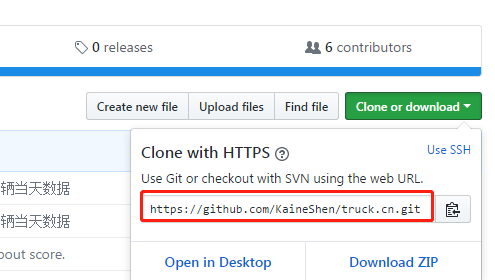 0 releases
6 contributors
Create new file
Upload files
Find file
Clone or download
Clone with HTTPS
Use SSH
Use Git or checkout with SVN using the web URL.
https://github.com/KaineShen/truck.cn.git
Open in Desktop
Download ZIP
辆当天数据
辆当天数据
bout score.